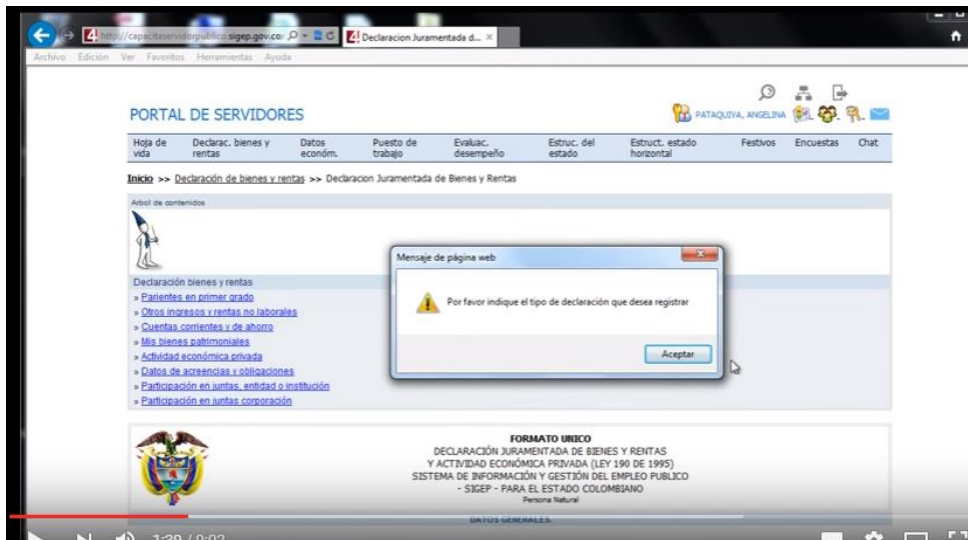 http://capacitaservidorpublico.sigep.gov.co/
Declaracion Juramentada d...
Archivo Edición Ver Favoritos Herramientas Ayuda
PORTAL DE SERVIDORES
PATAQUIVA, ANGELINA
Hoja de vida Declarac. bienes y rentas Datos económ. Puesto de trabajo Evaluac. desempeño Estruc. del estado Estruct. estado horizontal Festivos Encuestas Chat
Inicio >> Declaración de bienes y rentas >> Declaracion Juramentada de Bienes y Rentas
Arbol de contenidos
Mensaje de página web
Por favor indique el tipo de declaración que desea registrar
Aceptar
Declaración bienes y rentas
» Parientes en primer grado
» Otros ingresos y rentas no laborales
» Cuentas corrientes y de ahorro
» Mis bienes patrimoniales
» Actividad económica privada
» Datos de acreencias y obligaciones
» Participación en juntas, entidad o institución
» Participación en juntas corporación
FORMATO UNICO
DECLARACIÓN JURAMENTADA DE BIENES Y RENTAS
Y ACTIVIDAD ECONÓMICA PRIVADA (LEY 190 DE 1995)
SISTEMA DE INFORMACIÓN Y GESTIÓN DEL EMPLEO PUBLICO
- SIGEP - PARA EL ESTADO COLOMBIANO
Persona Natural
DATOS GENERALES.
1:39 / 9:02